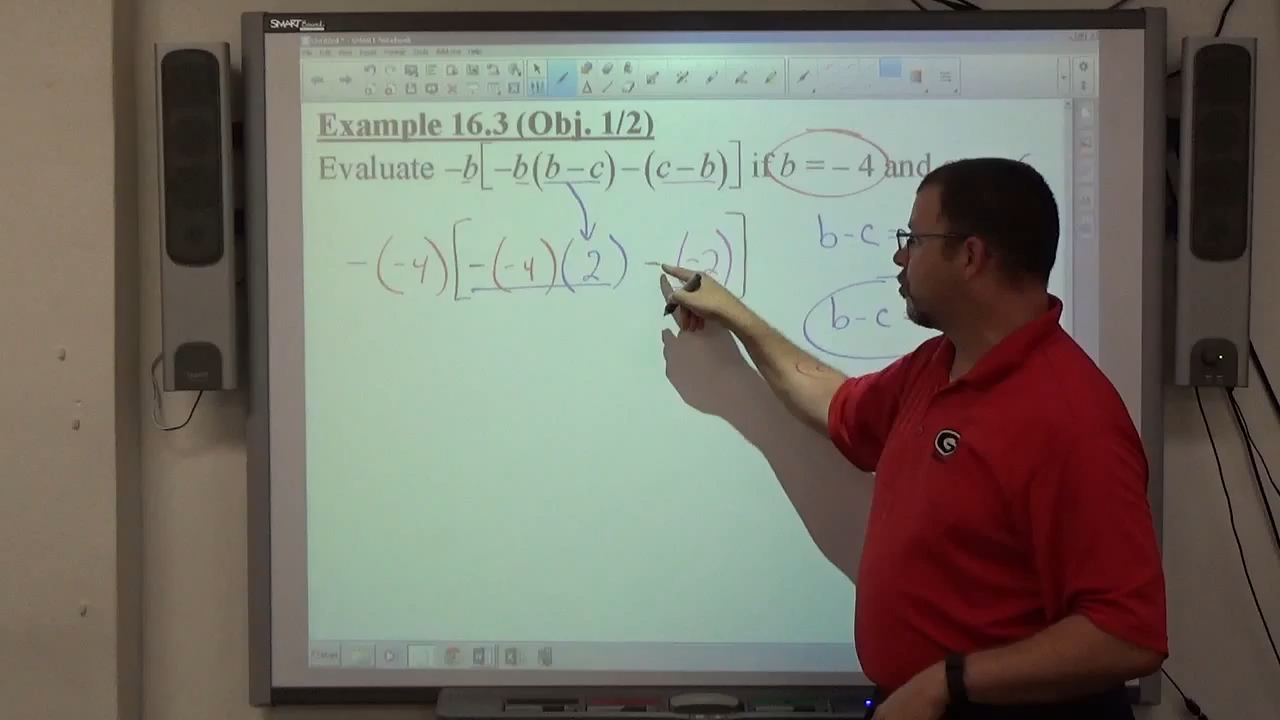 SMART Board
Example 16.3 (Obj. 1/2)
Evaluate –b[–b(b–c)–(c–b)] if b = – 4 and
-(-4)[-(-4)(2) -(-2)]
b-c =
b-c
G